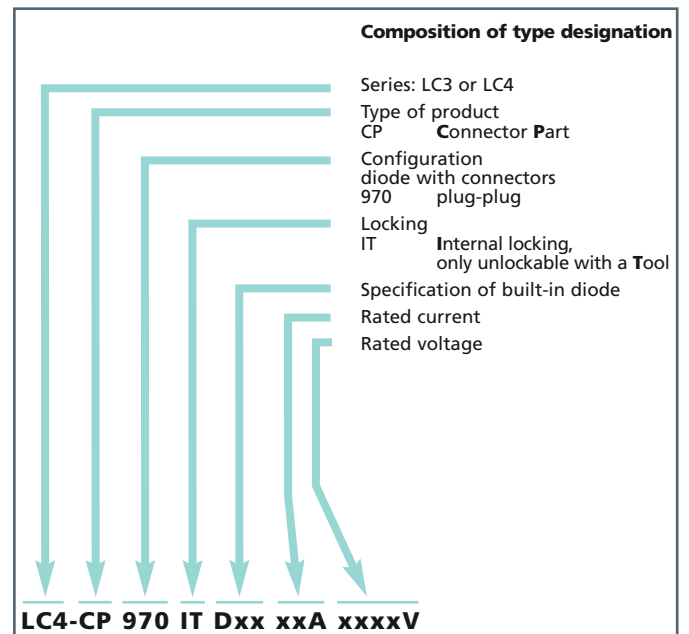 Composition of type designation
Series: LC3 or LC4
Type of product
CP Connector Part
Configuration
diode with connectors
970 plug-plug
Locking
IT Internal locking,
only unlockable with a Tool
Specification of built-in diode
Rated current
Rated voltage
LC4-CP 970 IT Dxx xxA xxxxV